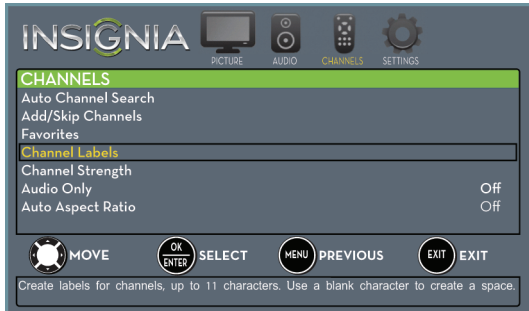 INSIGNIA
PICTURE AUDIO CHANNELS SETTINGS
CHANNELS
Auto Channel Search
Add/Skip Channels
Favorites
Channel Labels
Channel Strength
Audio Only Off
Auto Aspect Ratio Off
MOVE OK ENTER SELECT MENU PREVIOUS EXIT EXIT
Create labels for channels, up to 11 characters. Use a blank character to create a space.